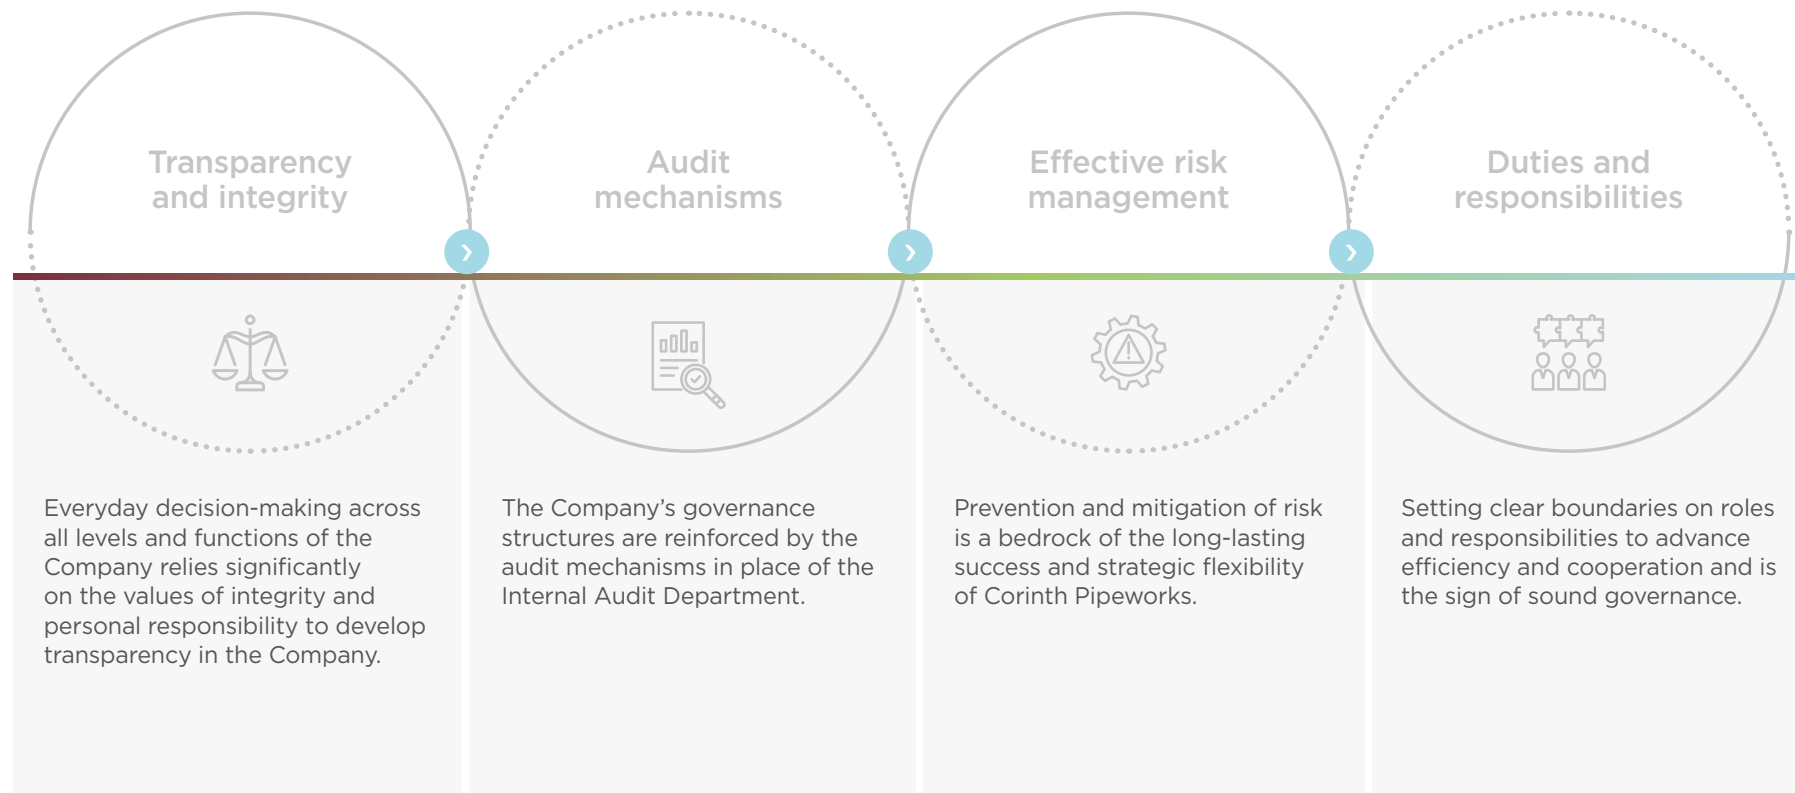 Transparency
and integrity
Audit
mechanisms
Effective risk
management
Duties and
responsibilities
Everyday decision-making across
all levels and functions of the
Company relies significantly
on the values of integrity and
personal responsibility to develop
transparency in the Company.
The Company’s governance
structures are reinforced by the
audit mechanisms in place of the
Internal Audit Department.
Prevention and mitigation of risk
is a bedrock of the long-lasting
success and strategic flexibility
of Corinth Pipeworks.
Setting clear boundaries on roles
and responsibilities to advance
efficiency and cooperation and is
the sign of sound governance.